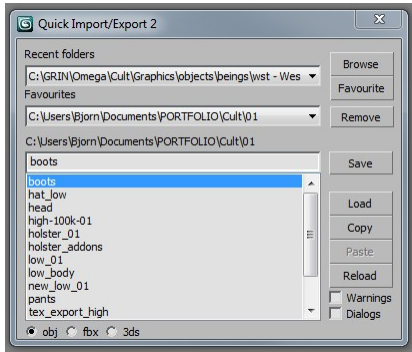 Quick Import/Export 2
Recent folders
Browse
C:\GRIN\Omega\Cult\Graphics\objects\beings\wst - Wes
Favourite
Favourites
C:\Users\Bjorn\Documents\PORTFOLIO\Cult\01
Remove
C:\Users\Bjorn\Documents\PORTFOLIO\Cult\01
boots
Save
boots
hat_low
head
Load
high-100k-01
Copy
holster_01
holster_addons
Paste
low_01
low_body
Reload
new_low_01
pants
Warnings
tex_export_high
Dialogs
obj fbx 3ds